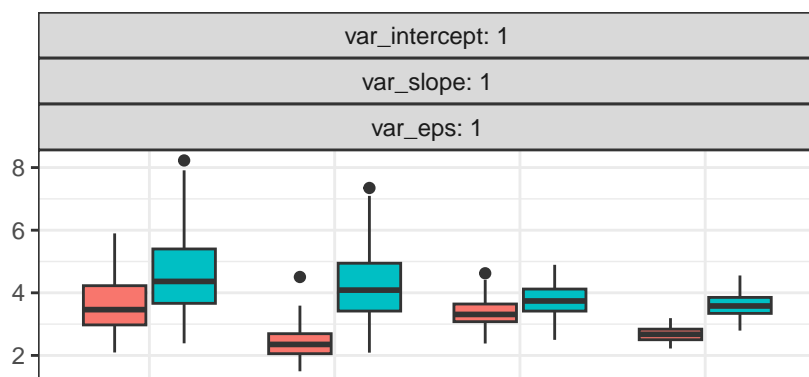 var_intercept: 1
var_slope: 1
var_eps: 1
8
6
4
2